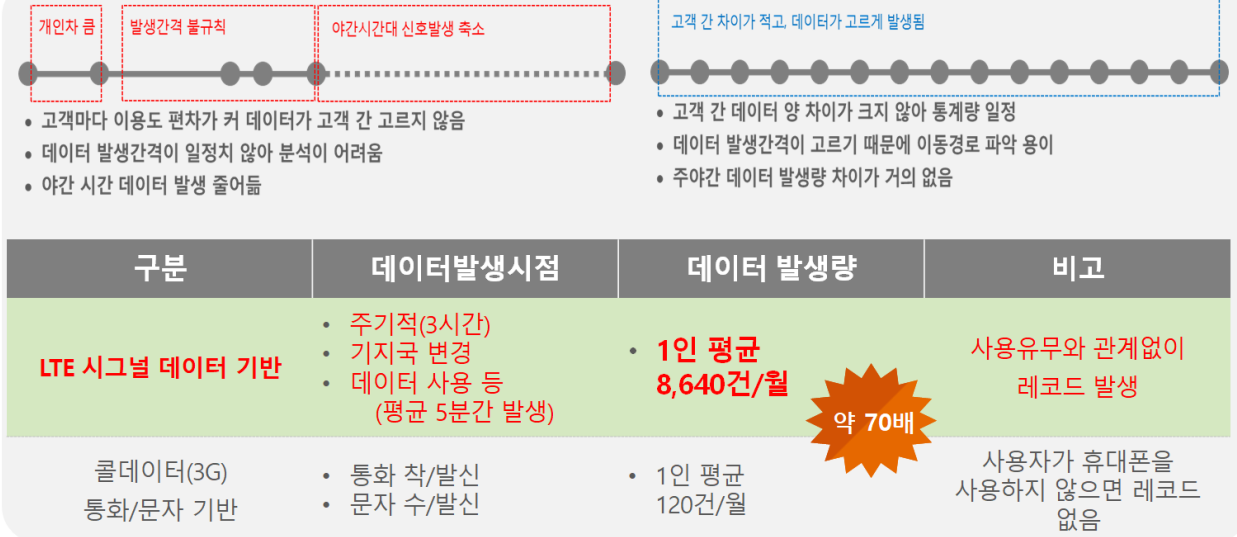 개인차 큼
발생간격 불규칙
야간시간대 신호발생 축소
• 고객마다 이용도 편차가 커 데이터가 고객 간 고르지 않음
• 데이터 발생간격이 일정치 않아 분석이 어려움
• 야간 시간 데이터 발생 줄어듦
고객 간 차이가 적고, 데이터가 고르게 발생됨
• 고객 간 데이터 양 차이가 크지 않아 통계량 일정
• 데이터 발생간격이 고르기 때문에 이동경로 파악 용이
• 주야간 데이터 발생량 차이가 거의 없음
구분
데이터발생시점
데이터 발생량
비고
LTE 시그널 데이터 기반
• 주기적(3시간)
• 기지국 변경
• 데이터 사용 등
(평균 5분간 발생)
• 1인 평균
8,640건/월
사용유무와 관계없이
레코드 발생
약 70배
콜데이터(3G)
통화/문자 기반
• 통화 착/발신
• 문자 수/발신
• 1인 평균
120건/월
사용자가 휴대폰을
사용하지 않으면 레코드
없음